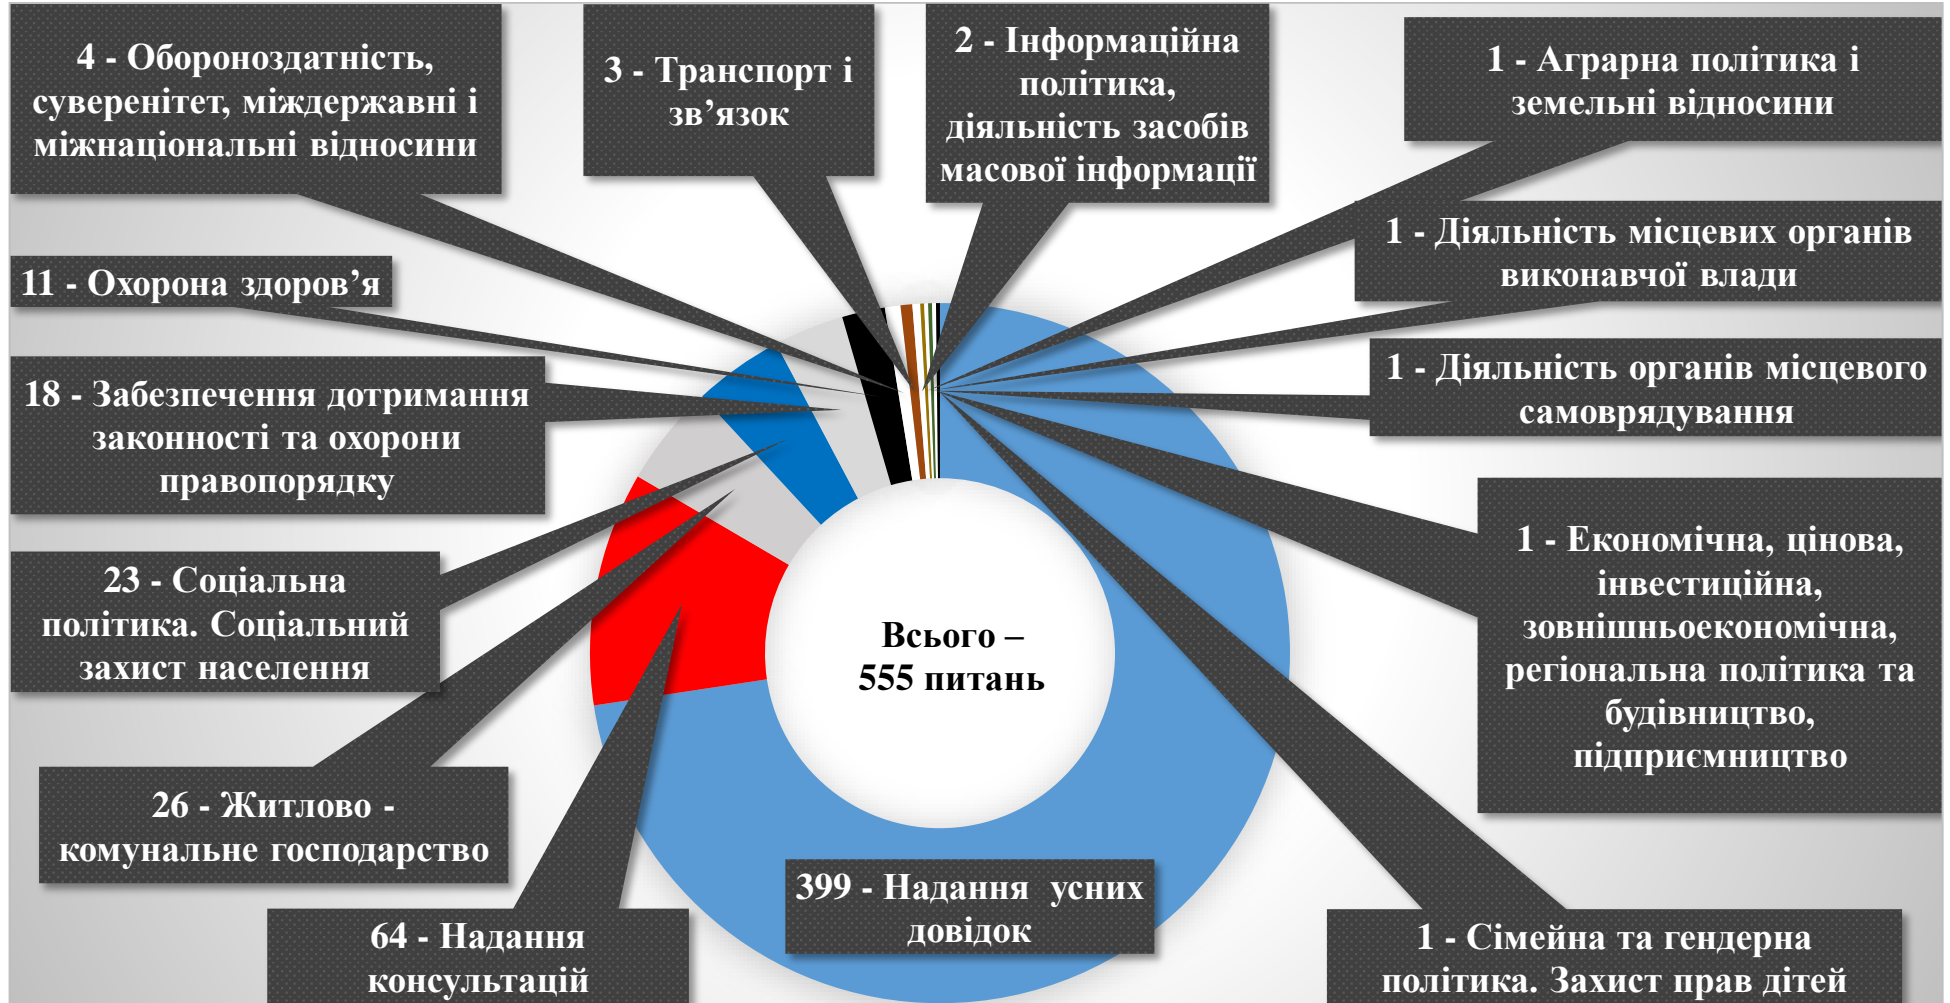 4 - Обороноздатність,
суверенітет, міждержавні і
міжнаціональні відносини
3 - Транспорт і
зв’язок
2 - Інформаційна
політика,
діяльність засобів
масової інформації
1 - Аграрна політика і
земельні відносини
1 - Діяльність місцевих органів
виконавчої влади
11 - Охорона здоров’я
1 - Діяльність органів місцевого
самоврядування
18 - Забезпечення дотримання
законності та охорони
правопорядку
1 - Економічна, цінова,
інвестиційна,
зовнішньоекономічна,
регіональна політика та
будівництво,
підприємництво
23 - Соціальна
політика. Соціальний
захист населення
Всього –
555 питань
26 - Житлово -
комунальне господарство
399 - Надання усних
довідок
64 - Надання
консультацій
1 - Сімейна та гендерна
політика. Захист прав дітей